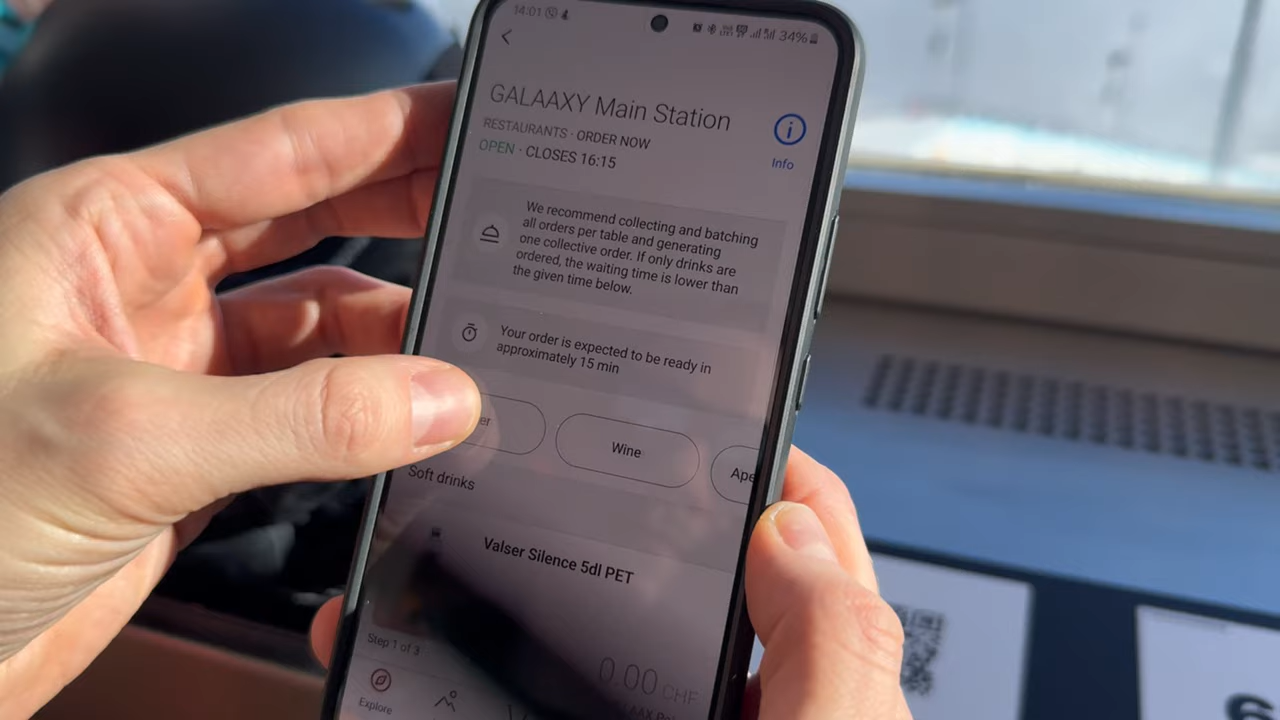 14:01
34%
GALAAXY Main Station
RESTAURANTS · ORDER NOW
OPEN · CLOSES 16:15
Info
We recommend collecting and batching
all orders per table and generating
one collective order. If only drinks are
ordered, the waiting time is lower than
the given time below.
Your order is expected to be ready in
approximately 15 min
er
Wine
Ape
Soft drinks
Valser Silence 5dl PET
Step 1 of 3
0.00 CHF
Explore